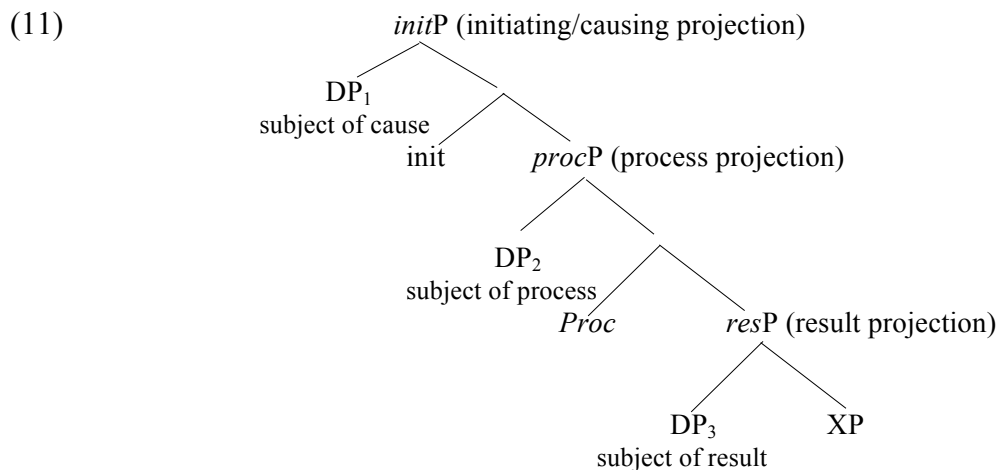 (11) initP (initiating/causing projection)
DP₁
subject of cause
init procP (process projection)
DP₂
subject of process
Proc resP (result projection)
DP₃ XP
subject of result